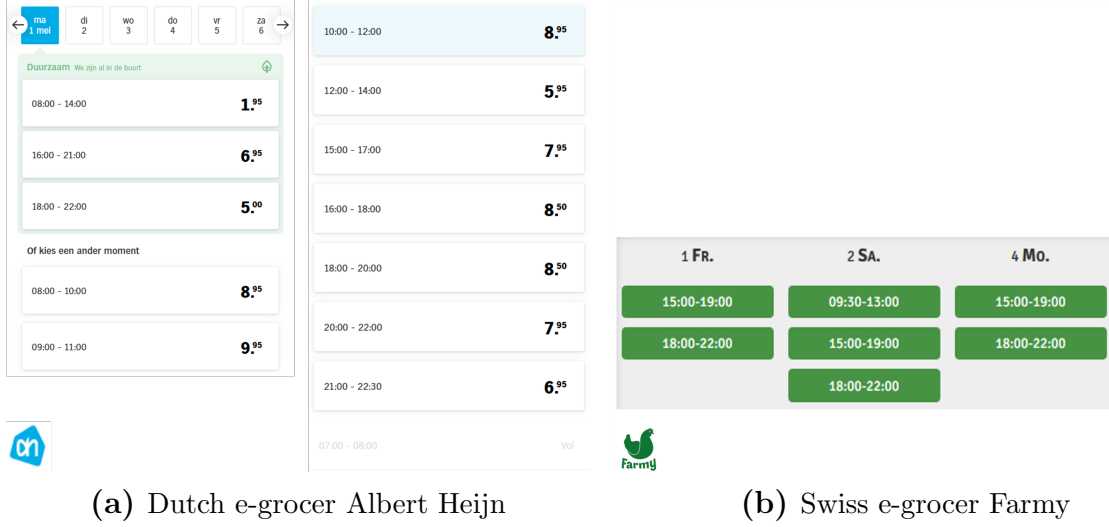 ma di wo do vr za
1 mei 2 3 4 5 6
Duurzaam We zijn al in de buurt
08:00 - 14:00 1.95
16:00 - 21:00 6.95
18:00 - 22:00 5.00
Of kies een ander moment
08:00 - 10:00 8.95
09:00 - 11:00 9.95
10:00 - 12:00 8.95
12:00 - 14:00 5.95
15:00 - 17:00 7.95
16:00 - 18:00 8.50
18:00 - 20:00 8.50
20:00 - 22:00 7.95
21:00 - 22:30 6.95
07:00 - 08:00 Vol
ah
(a) Dutch e-grocer Albert Heijn
1 FR. 2 SA. 4 MO.
15:00-19:00 09:30-13:00 15:00-19:00
18:00-22:00 15:00-19:00 18:00-22:00
18:00-22:00
Farmy
(b) Swiss e-grocer Farmy